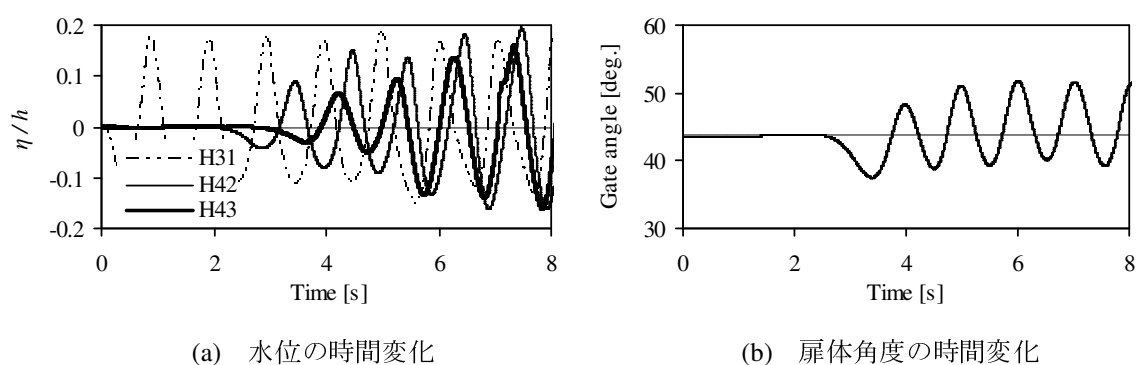 0.2
0.1
0
-0.1
-0.2
η/h
H31
H42
H43
0 2 4 6 8
Time [s]
(a) 水位の時間変化
60
50
40
30
Gate angle [deg.]
0 2 4 6 8
Time [s]
(b) 扉体角度の時間変化